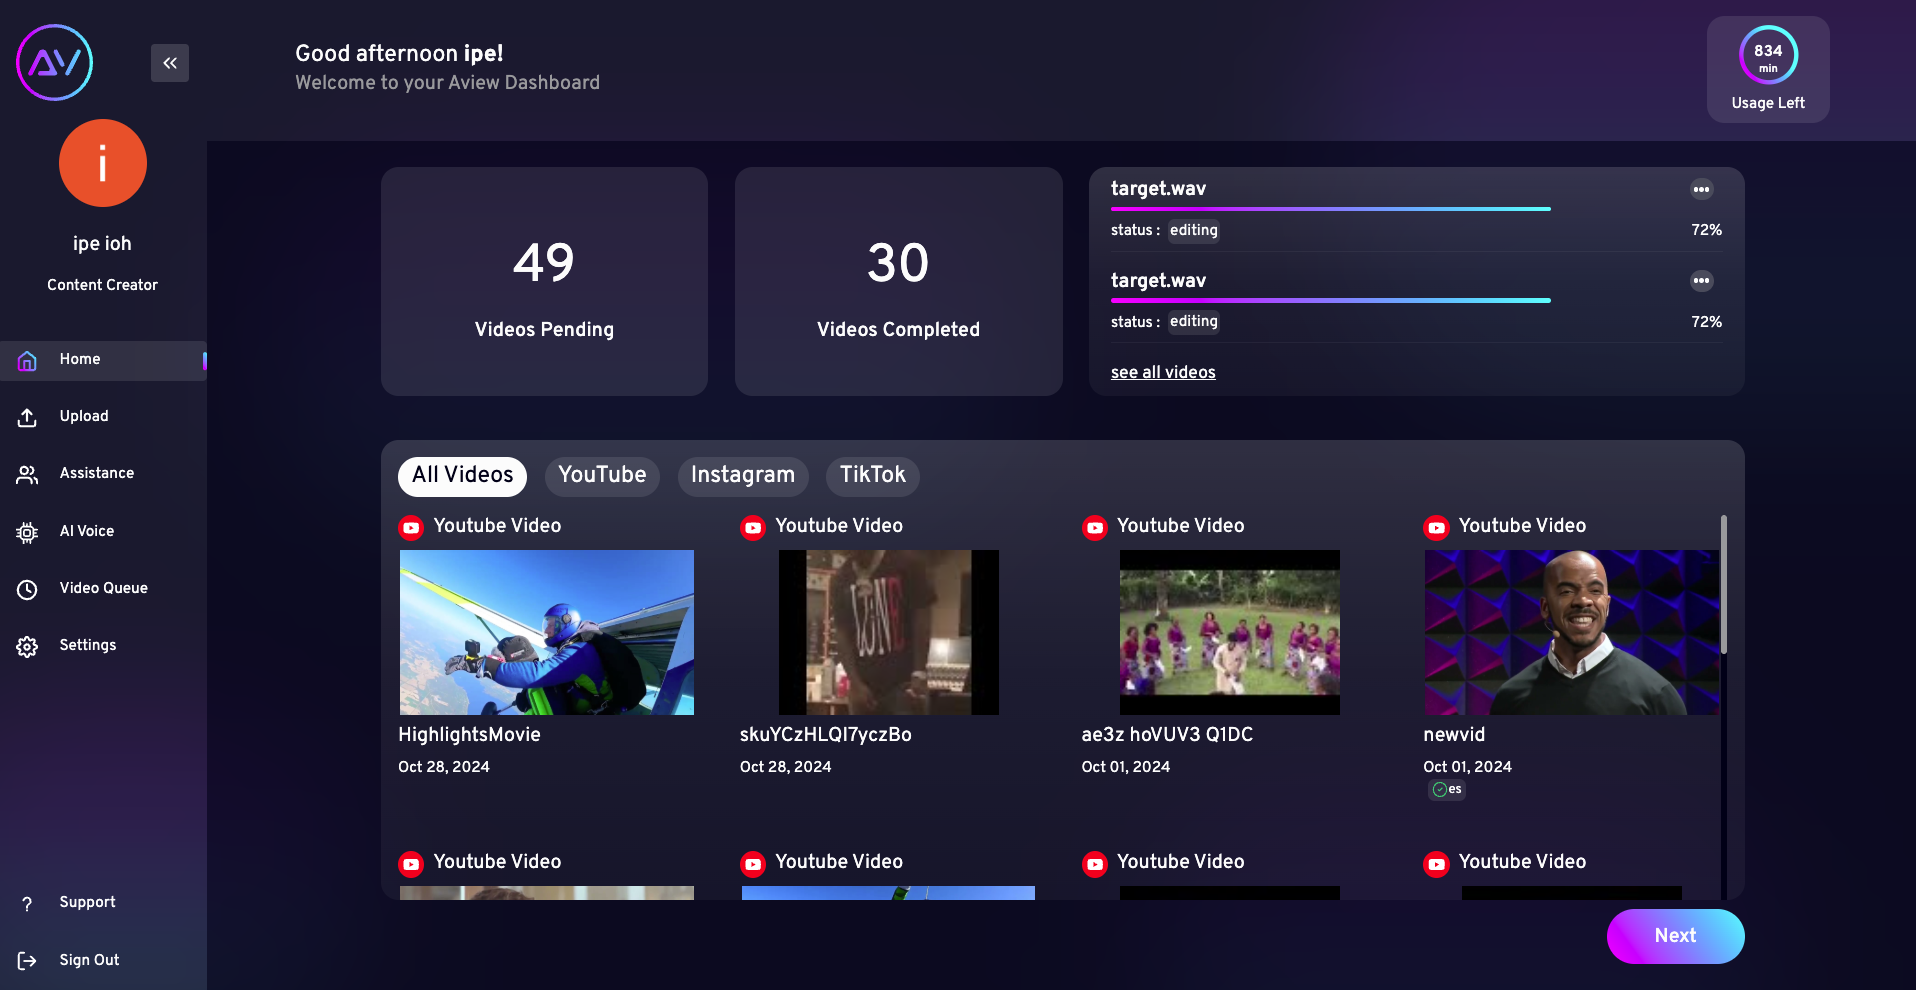 AV
Good afternoon ipe!
Welcome to your Aview Dashboard
834
min
Usage Left
i
ipe ioh
Content Creator
Home
Upload
Assistance
AI Voice
Video Queue
Settings
Support
Sign Out
49
Videos Pending
30
Videos Completed
target.wav
status : editing
72%
target.wav
status : editing
72%
see all videos
All Videos
YouTube
Instagram
TikTok
Youtube Video
Youtube Video
Youtube Video
Youtube Video
HighlightsMovie
skuYCzHLQI7yczBo
ae3z hoVUV3 Q1DC
newvid
Oct 28, 2024
Oct 28, 2024
Oct 01, 2024
Oct 01, 2024
es
Youtube Video
Youtube Video
Youtube Video
Youtube Video
Next